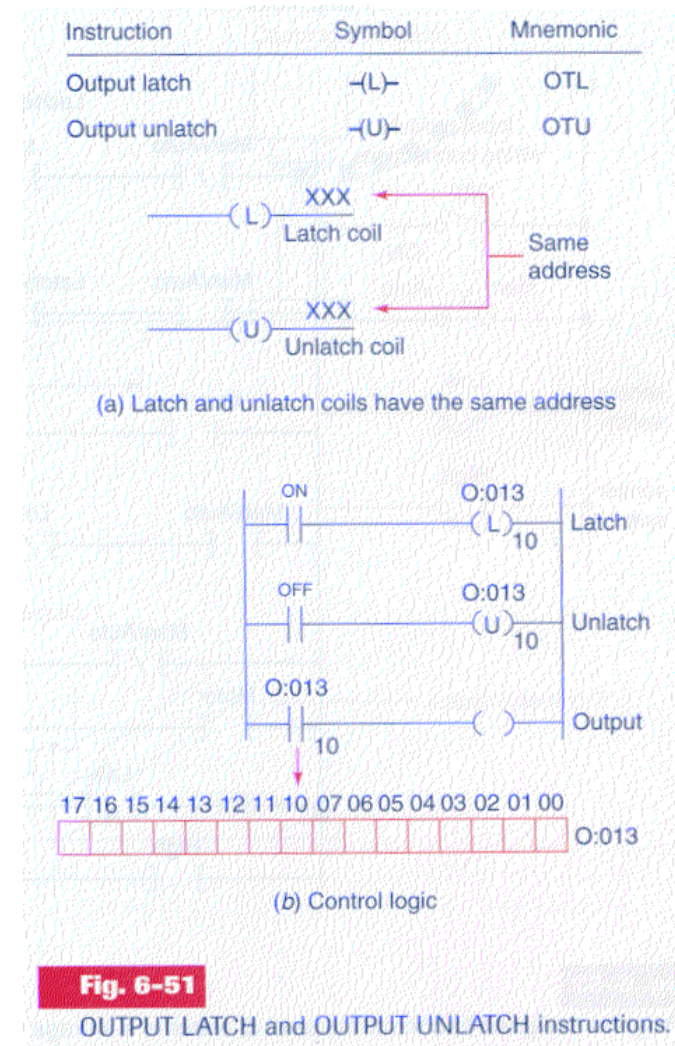 Instruction Symbol Mnemonic
Output latch -(L)- OTL
Output unlatch -(U)- OTU
XXX
(L)
Latch coil
Same
address
XXX
(U)
Unlatch coil
(a) Latch and unlatch coils have the same address
ON O:013
(L) Latch
10
OFF O:013
(U) Unlatch
10
O:013
( ) Output
10
17 16 15 14 13 12 11 10 07 06 05 04 03 02 01 00
O:013
(b) Control logic
Fig. 6-51
OUTPUT LATCH and OUTPUT UNLATCH instructions.